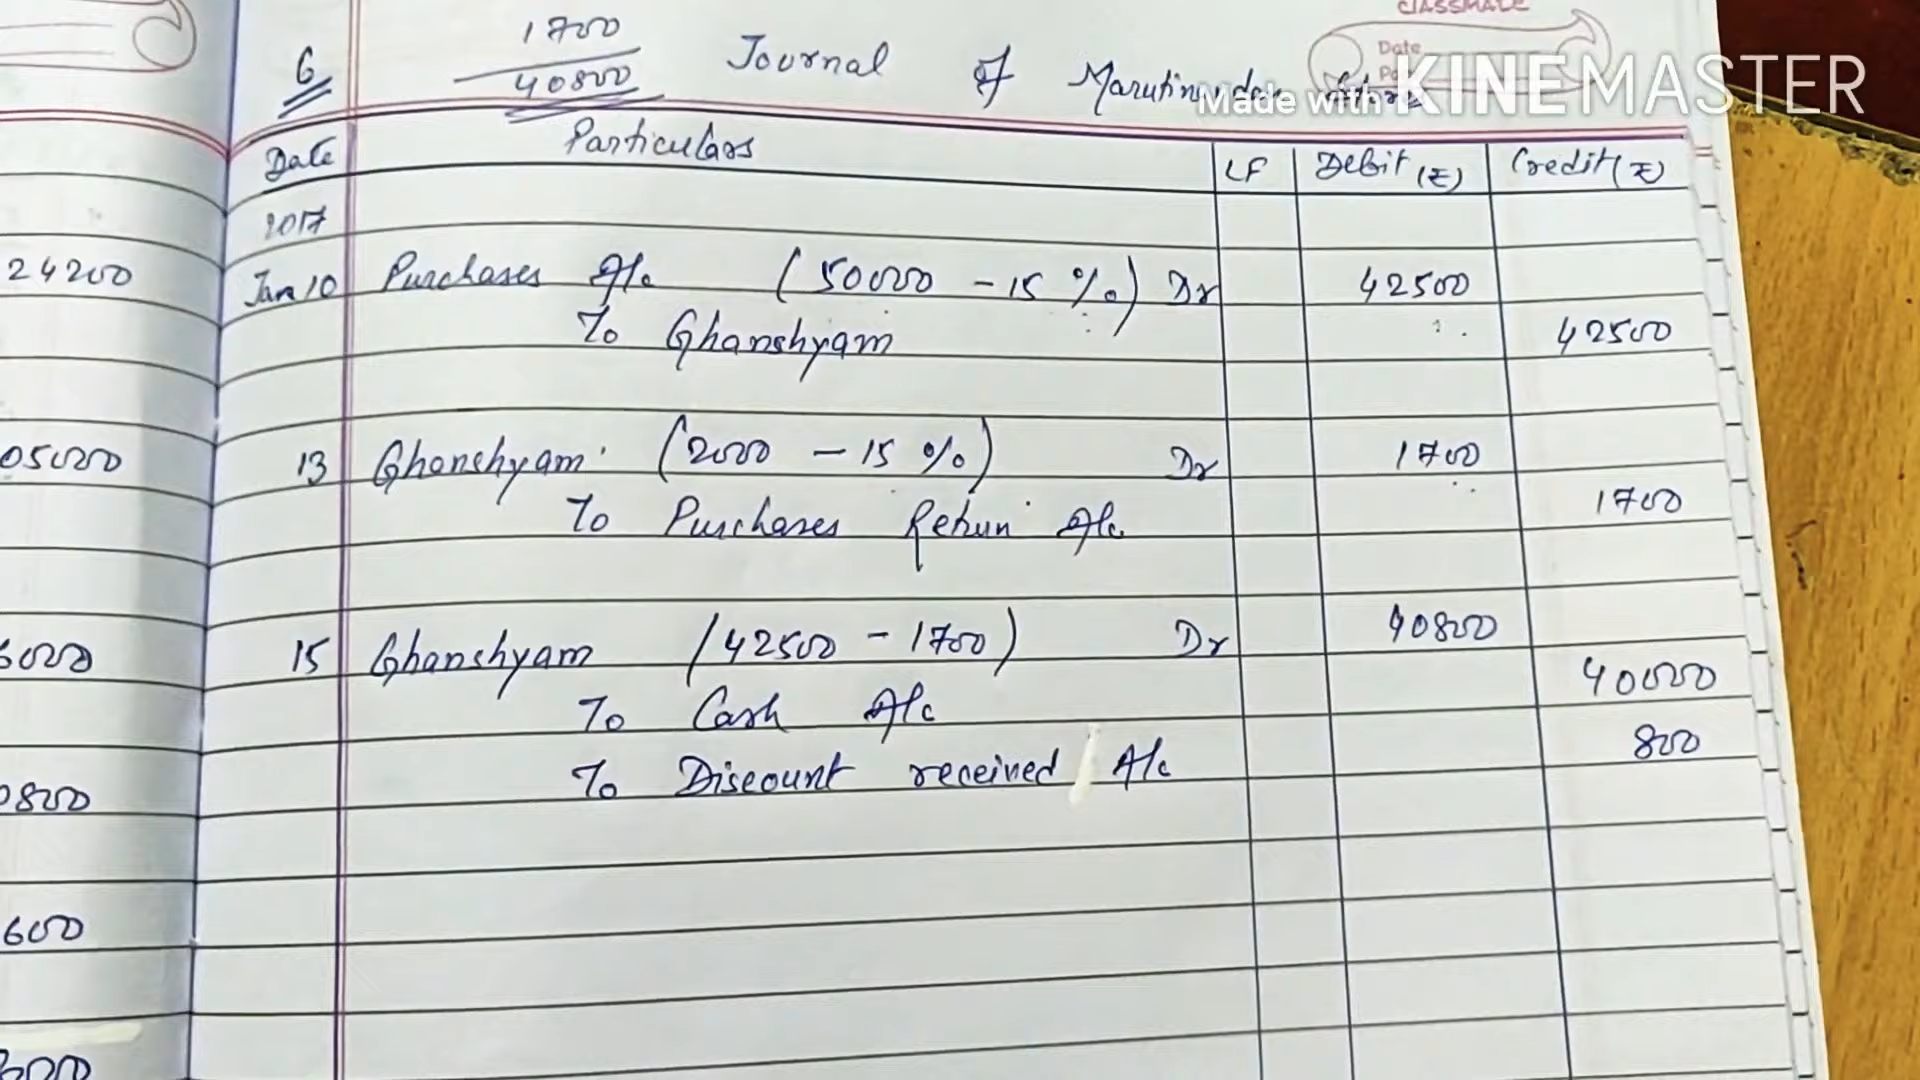 CLASSMATE
Date
6
1700
40800
Journal of
Made with KINEMASTER
Date Particulars LF Debit (₹) Credit (₹)
2017
24200
Jan 10 Purchases A/c (50000 - 15 %) Dr 42500
To Ghanshyam 42500
05000
13 Ghanshyam (2000 - 15 %) Dr 1700
To Purchases Return A/c 1700
15 Ghanshyam (42500 - 1700) Dr 40800
To Cash A/c 40000
To Discount received A/c 800
600